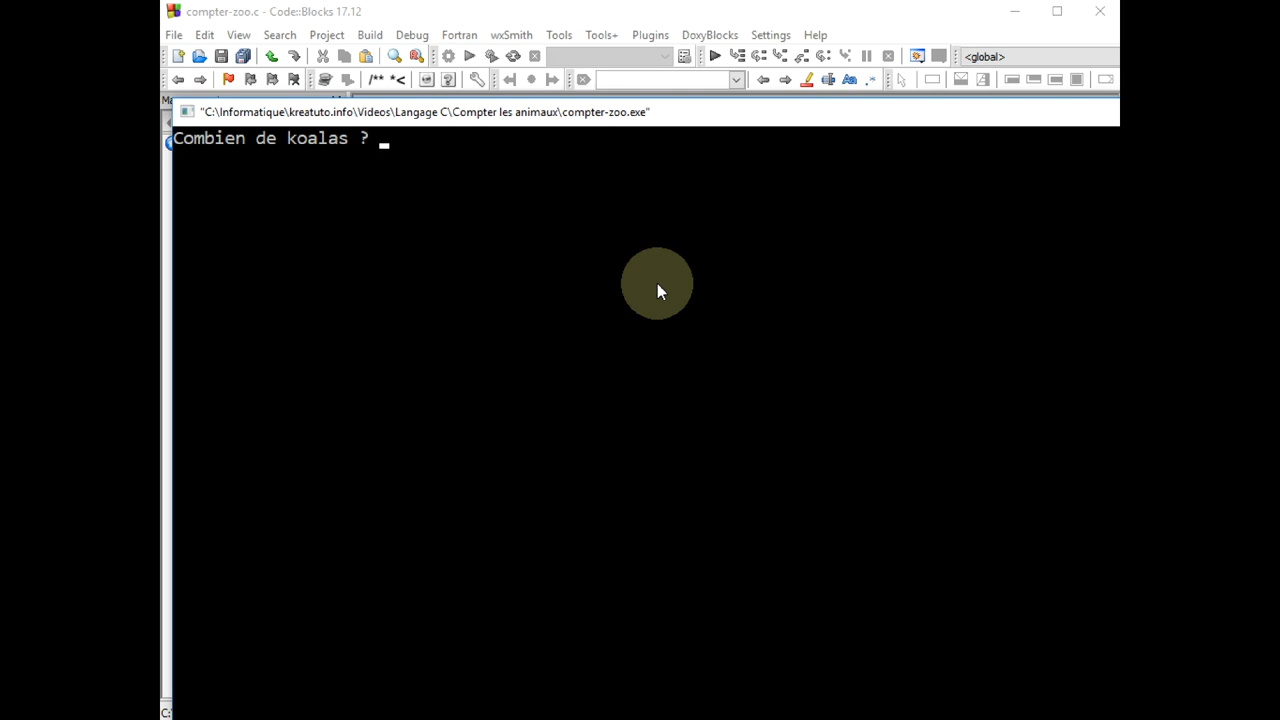 compter-zoo.c - Code::Blocks 17.12
File Edit View Search Project Build Debug Fortran wxSmith Tools Tools+ Plugins DoxyBlocks Settings Help
<global>
/** *<
"C:\Informatique\kreatuto.info\Videos\Langage C\Compter les animaux\compter-zoo.exe"
Combien de koalas ?